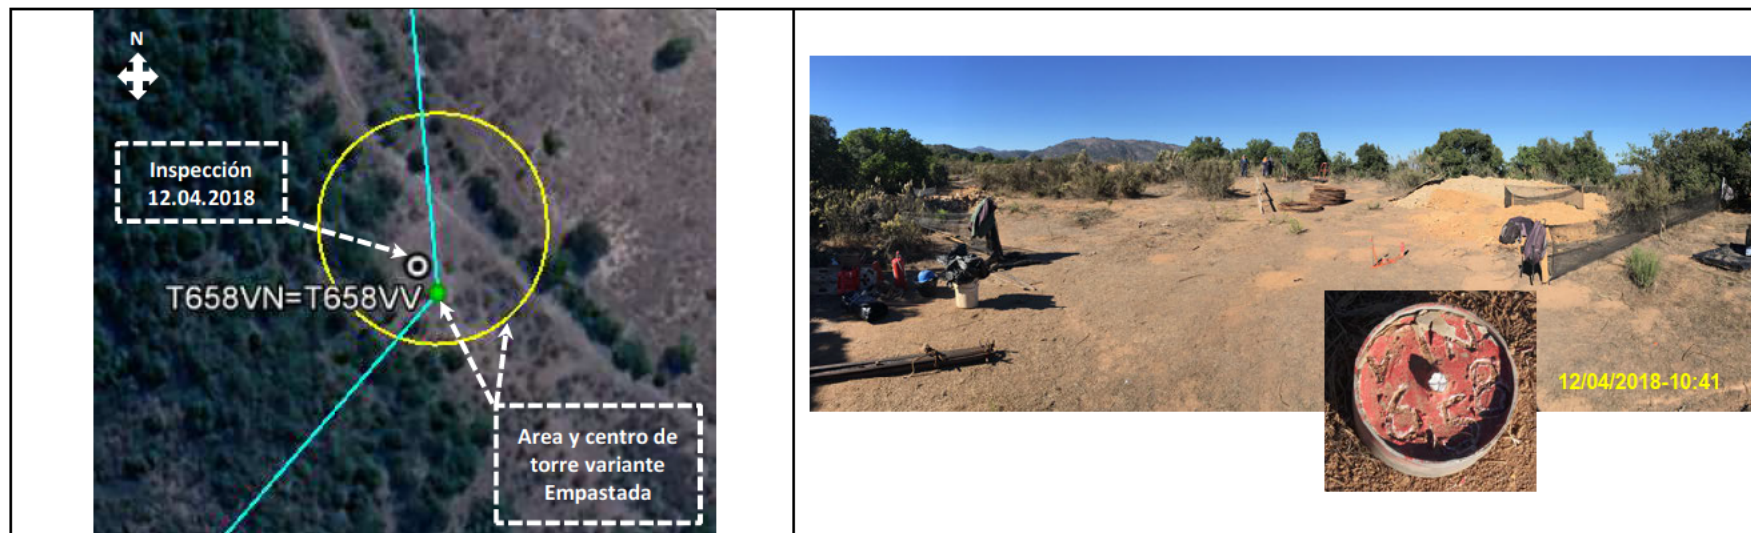 N
Inspección
12.04.2018
T658VN=T658VV
Area y centro de
torre variante
Empastada
12/04/2018-10:41